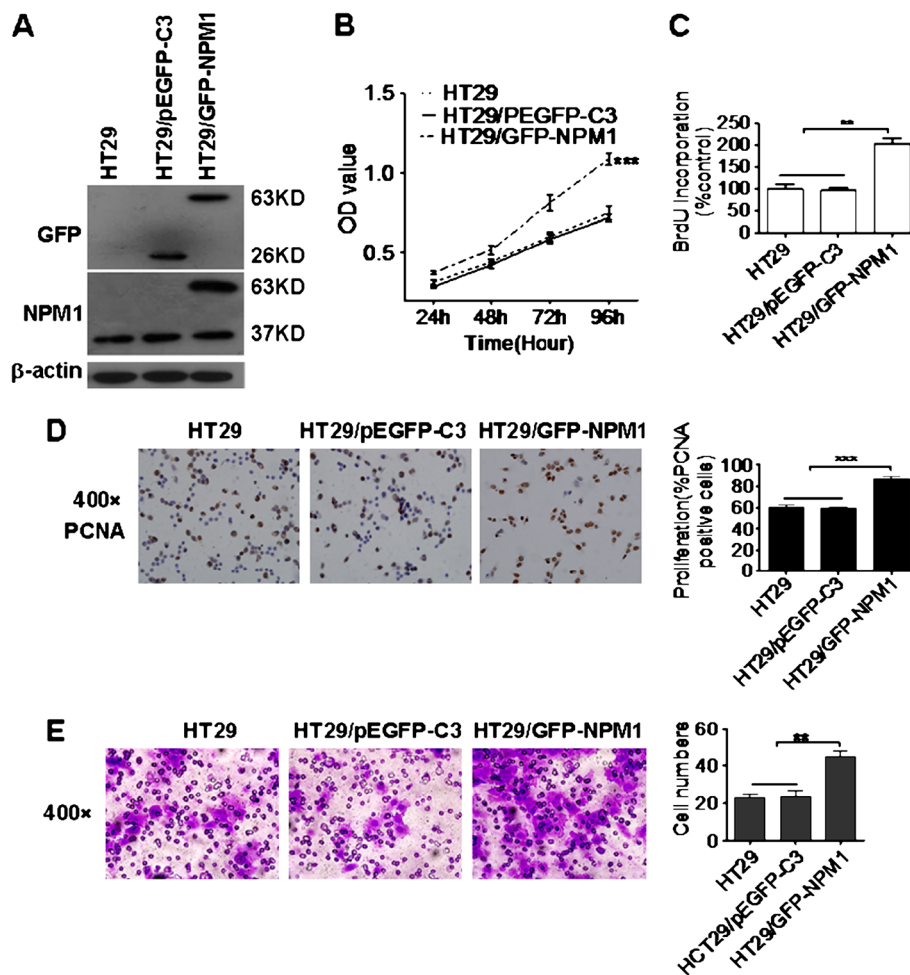 A
HT29
HT29/pEGFP-C3
HT29/GFP-NPM1
GFP
63KD
26KD
NPM1
63KD
37KD
β-actin
B
HT29
HT29/PEGFP-C3
HT29/GFP-NPM1
OD value
1.5
1.0
0.5
***
24h 48h 72h 96h
Time(Hour)
C
BrdU Incorporation
(%control)
250
200
150
100
50
0
**
HT29
HT29/pEGFP-C3
HT29/GFP-NPM1
D
HT29 HT29/pEGFP-C3 HT29/GFP-NPM1
400×
PCNA
Proliferation(%PCNA
positive cells)
100
80
60
40
20
0
***
HT29
HT29/pEGFP-C3
HT29/GFP-NPM1
E
HT29 HT29/pEGFP-C3 HT29/GFP-NPM1
400×
Cell numbers
60
40
20
0
**
HT29
HCT29/pEGFP-C3
HT29/GFP-NPM1